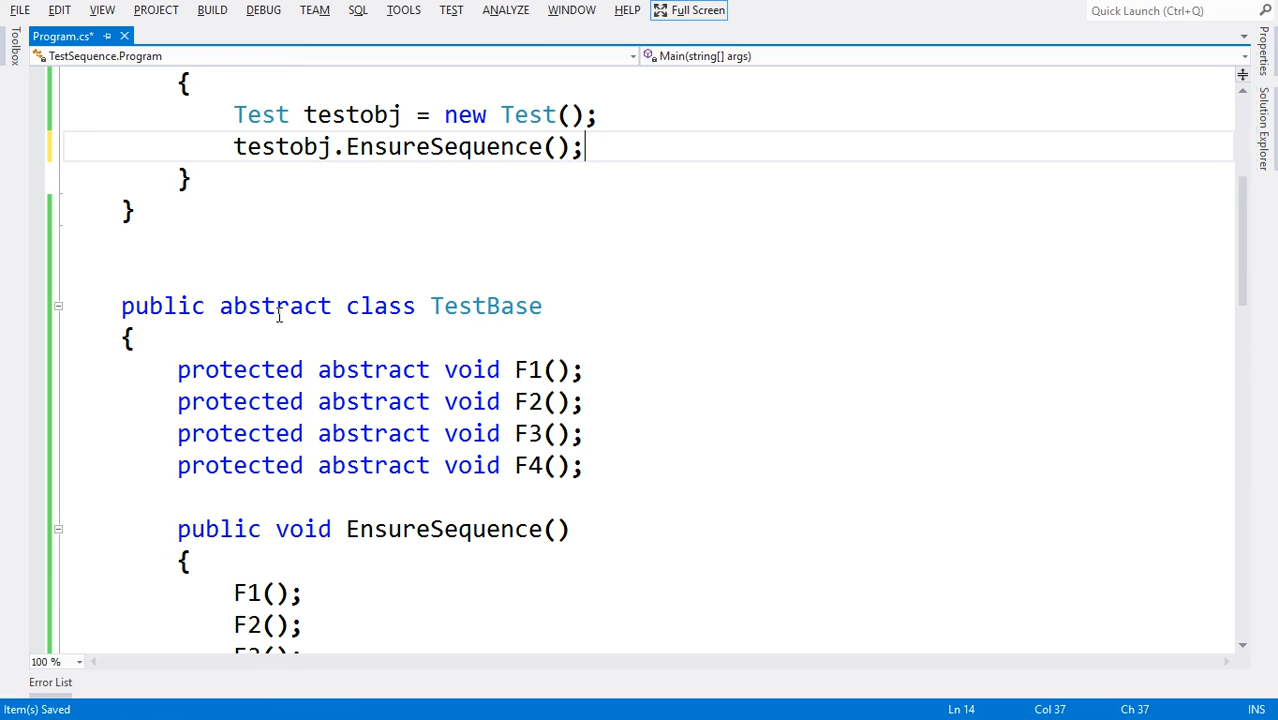 FILE EDIT VIEW PROJECT BUILD DEBUG TEAM SQL TOOLS TEST ANALYZE WINDOW HELP Full Screen Quick Launch (Ctrl+Q)
Program.cs*
TestSequence.Program Main(string[] args)
Toolbox
Properties
Solution Explorer
{
Test testobj = new Test();
testobj.EnsureSequence();
}
}
public abstract class TestBase
{
protected abstract void F1();
protected abstract void F2();
protected abstract void F3();
protected abstract void F4();
public void EnsureSequence()
{
F1();
F2();
F3();
100 %
Error List
Item(s) Saved Ln 14 Col 37 Ch 37 INS